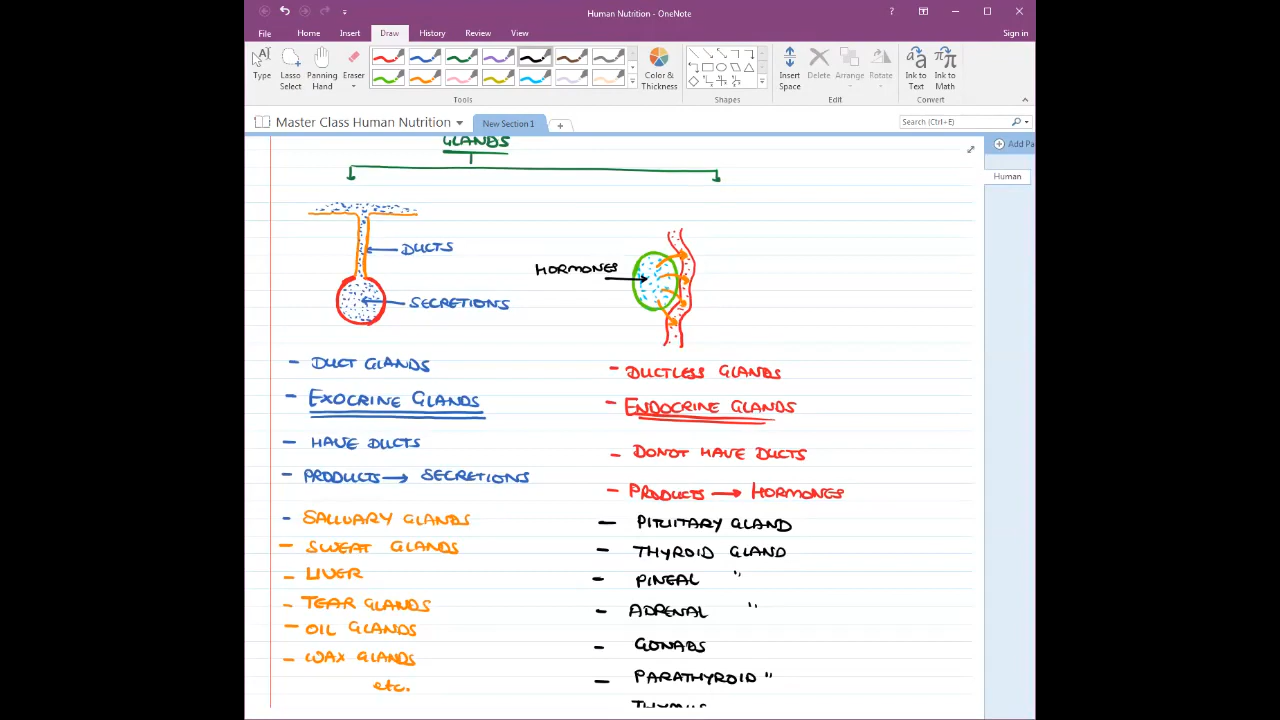 Human Nutrition - OneNote
?
File Home Insert Draw History Review View Sign in
Type
Lasso Select
Panning Hand
Eraser
Color & Thickness
Insert Space
Delete
Arrange
Rotate
Ink to Text
Ink to Math
Tools
Shapes
Edit
Convert
Master Class Human Nutrition
New Section 1
Search (Ctrl+E)
Add Pa
Human
GLANDS
DUCTS
SECRETIONS
HORMONES
- DUCT GLANDS
- EXOCRINE GLANDS
- HAVE DUCTS
- PRODUCTS → SECRETIONS
- SALIVARY GLANDS
- SWEAT GLANDS
- LIVER
- TEAR GLANDS
- OIL GLANDS
- WAX GLANDS
etc.
- DUCTLESS GLANDS
- ENDOCRINE GLANDS
- DO NOT HAVE DUCTS
- PRODUCTS → HORMONES
- PITUITARY GLAND
- THYROID GLAND
- PINEAL "
- ADRENAL "
- GONADS
- PARATHYROID "
THYMUS